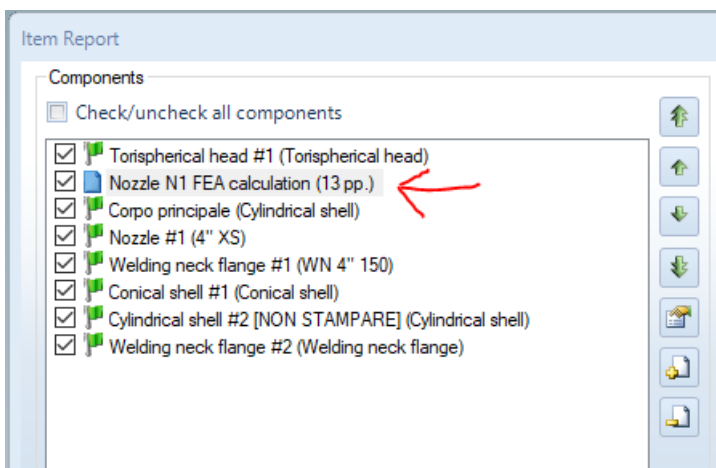 Item Report
Components
Check/uncheck all components
Torispherical head #1 (Torispherical head)
Nozzle N1 FEA calculation (13 pp.)
Corpo principale (Cylindrical shell)
Nozzle #1 (4" XS)
Welding neck flange #1 (WN 4" 150)
Conical shell #1 (Conical shell)
Cylindrical shell #2 [NON STAMPARE] (Cylindrical shell)
Welding neck flange #2 (Welding neck flange)